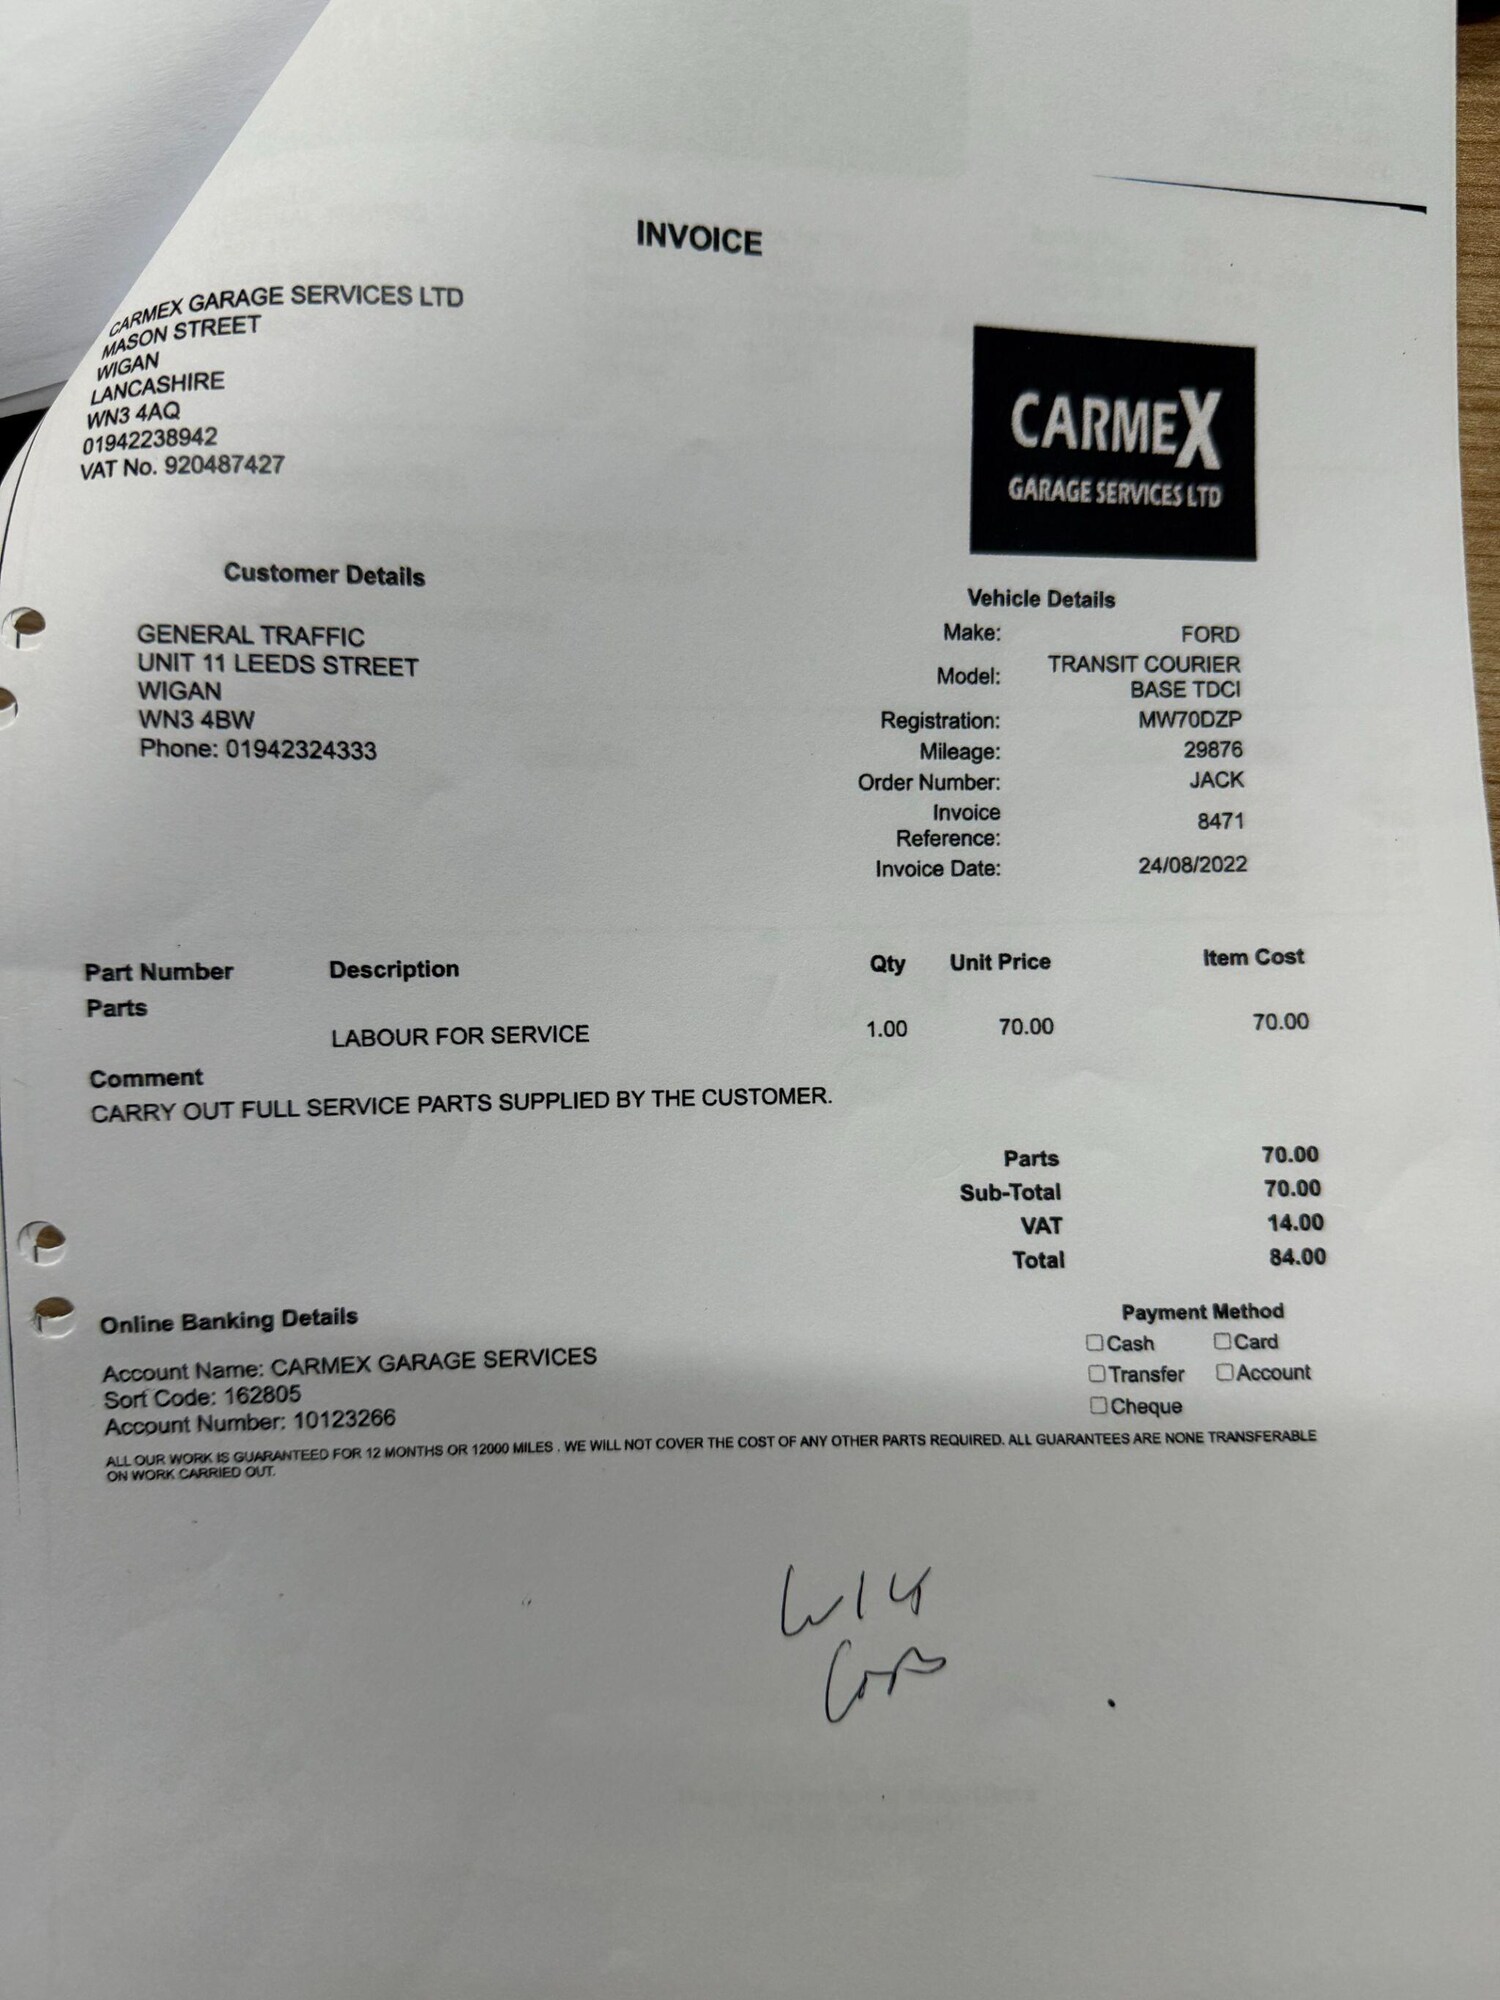 INVOICE
CARMEX GARAGE SERVICES LTD
MASON STREET
WIGAN
LANCASHIRE
WN3 4AQ
01942238942
VAT No. 920487427
CARMEX
GARAGE SERVICES LTD
Customer Details
GENERAL TRAFFIC
UNIT 11 LEEDS STREET
WIGAN
WN3 4BW
Phone: 01942324333
Vehicle Details
Make: FORD
Model: TRANSIT COURIER
BASE TDCI
Registration: MW70DZP
Mileage: 29876
Order Number: JACK
Invoice
Reference: 8471
Invoice Date: 24/08/2022
Part Number Description Qty Unit Price Item Cost
Parts
LABOUR FOR SERVICE 1.00 70.00 70.00
Comment
CARRY OUT FULL SERVICE PARTS SUPPLIED BY THE CUSTOMER.
Parts 70.00
Sub-Total 70.00
VAT 14.00
Total 84.00
Online Banking Details
Account Name: CARMEX GARAGE SERVICES
Sort Code: 162805
Account Number: 10123266
Payment Method
Cash Card
Transfer Account
Cheque
ALL OUR WORK IS GUARANTEED FOR 12 MONTHS OR 12000 MILES . WE WILL NOT COVER THE COST OF ANY OTHER PARTS REQUIRED. ALL GUARANTEES ARE NONE TRANSFERABLE
ON WORK CARRIED OUT.